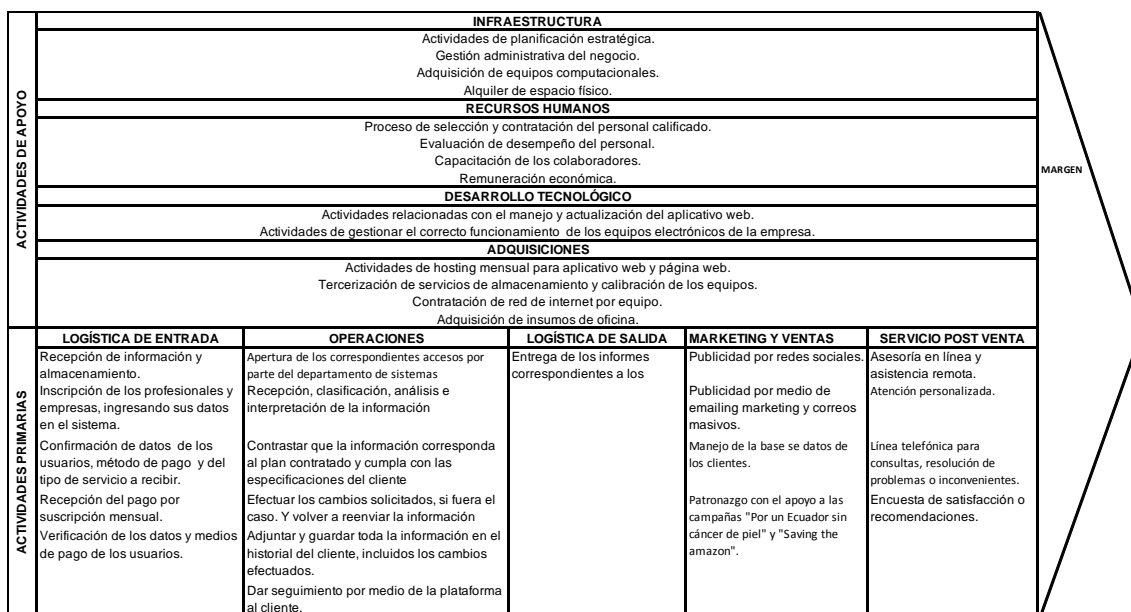 ACTIVIDADES DE APOYO
INFRAESTRUCTURA
Actividades de planificación estratégica.
Gestión administrativa del negocio.
Adquisición de equipos computacionales.
Alquiler de espacio físico.
RECURSOS HUMANOS
Proceso de selección y contratación del personal calificado.
Evaluación de desempeño del personal.
Capacitación de los colaboradores.
Remuneración económica.
DESARROLLO TECNOLÓGICO
Actividades relacionadas con el manejo y actualización del aplicativo web.
Actividades de gestionar el correcto funcionamiento de los equipos electrónicos de la empresa.
ADQUISICIONES
Actividades de hosting mensual para aplicativo web y página web.
Tercerización de servicios de almacenamiento y calibración de los equipos.
Contratación de red de internet por equipo.
Adquisición de insumos de oficina.
MARGEN
ACTIVIDADES PRIMARIAS
LOGÍSTICA DE ENTRADA
Recepción de información y
almacenamiento.
Inscripción de los profesionales y
empresas, ingresando sus datos
en el sistema.
Confirmación de datos de los
usuarios, método de pago y del
tipo de servicio a recibir.
Recepción del pago por
suscripción mensual.
Verificación de los datos y medios
de pago de los usuarios.
OPERACIONES
Apertura de los correspondientes accesos por
parte del departamento de sistemas
Recepción, clasificación, análisis e
interpretación de la información
Contrastar que la información corresponda
al plan contratado y cumpla con las
especificaciones del cliente
Efectuar los cambios solicitados, si fuera el
caso. Y volver a reenviar la información
Adjuntar y guardar toda la información en el
historial del cliente, incluidos los cambios
efectuados.
Dar seguimiento por medio de la plataforma
al cliente.
LOGÍSTICA DE SALIDA
Entrega de los informes
correspondientes a los
MARKETING Y VENTAS
Publicidad por redes sociales.
Publicidad por medio de
emailing marketing y correos
masivos.
Manejo de la base se datos de
los clientes.
Patronazgo con el apoyo a las
campañas "Por un Ecuador sin
cáncer de piel" y "Saving the
amazon".
SERVICIO POST VENTA
Asesoría en línea y
asistencia remota.
Atención personalizada.
Línea telefónica para
consultas, resolución de
problemas o inconvenientes.
Encuesta de satisfacción o
recomendaciones.